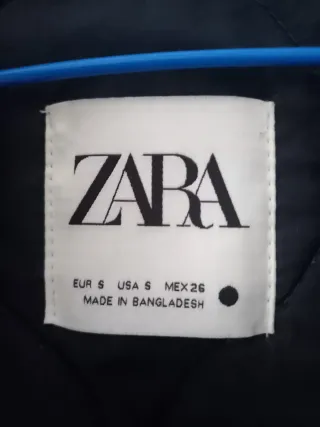 ZARA
EUR S USA S MEX 26
MADE IN BANGLADESH